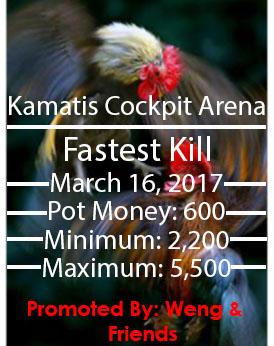 Kamatis Cockpit Arena
Fastest Kill
March 16, 2017
Pot Money: 600
Minimum: 2,200
Maximum: 5,500
Promoted By: Weng &
Friends